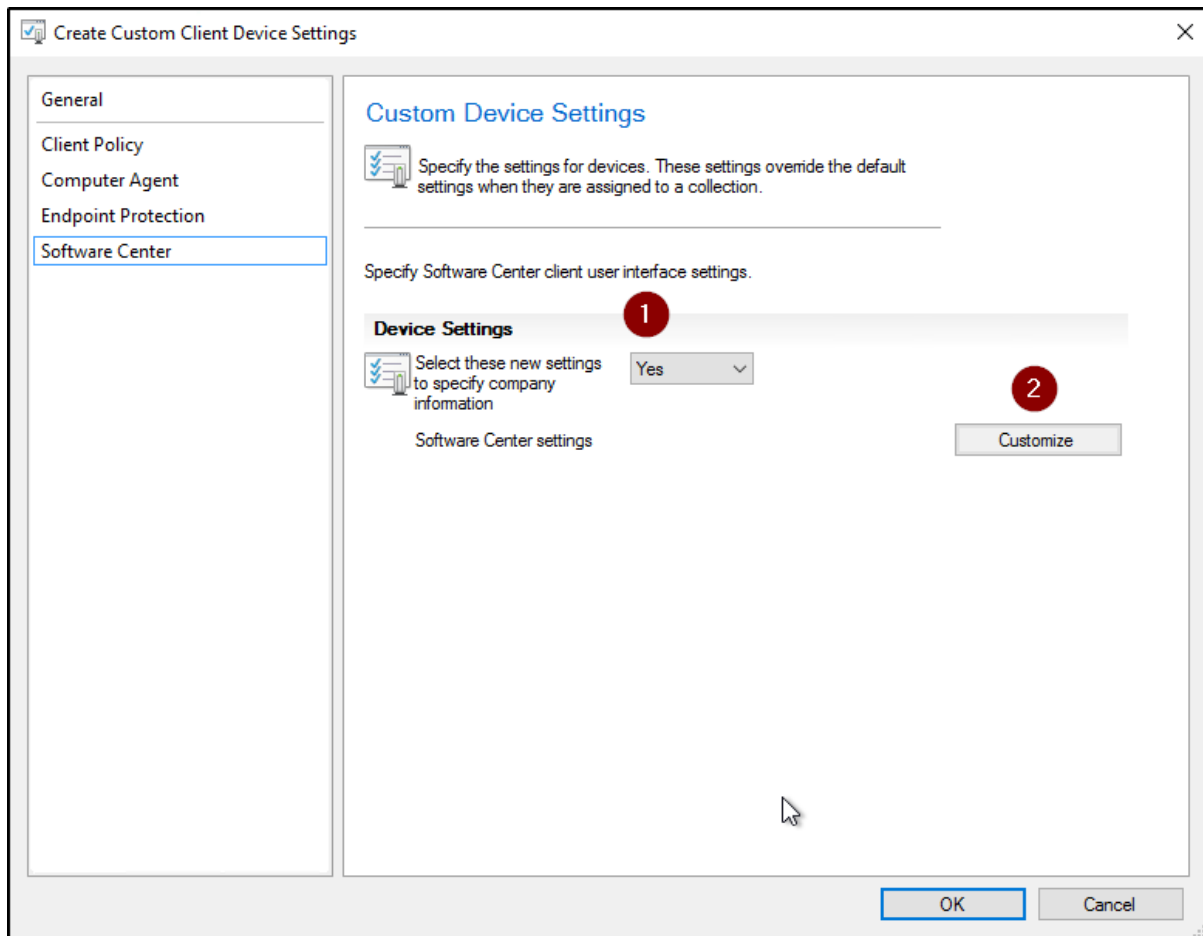 Create Custom Client Device Settings
General
Client Policy
Computer Agent
Endpoint Protection
Software Center
Custom Device Settings
Specify the settings for devices. These settings override the default
settings when they are assigned to a collection.
Specify Software Center client user interface settings.
1
Device Settings
Select these new settings
to specify company
information
Yes
2
Software Center settings
Customize
OK
Cancel